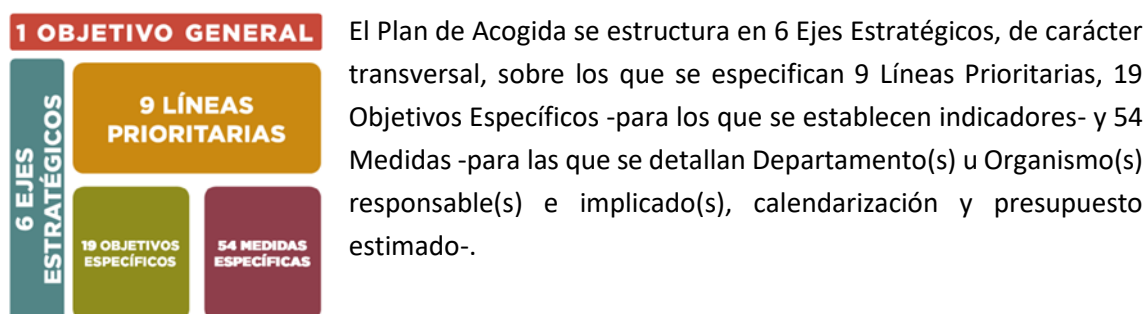 1 OBJETIVO GENERAL
6 EJES
ESTRATÉGICOS
9 LÍNEAS
PRIORITARIAS
19 OBJETIVOS
ESPECÍFICOS
54 MEDIDAS
ESPECÍFICAS
El Plan de Acogida se estructura en 6 Ejes Estratégicos, de carácter
transversal, sobre los que se especifican 9 Líneas Prioritarias, 19
Objetivos Específicos -para los que se establecen indicadores- y 54
Medidas -para las que se detallan Departamento(s) u Organismo(s)
responsable(s) e implicado(s), calendarización y presupuesto
estimado-.